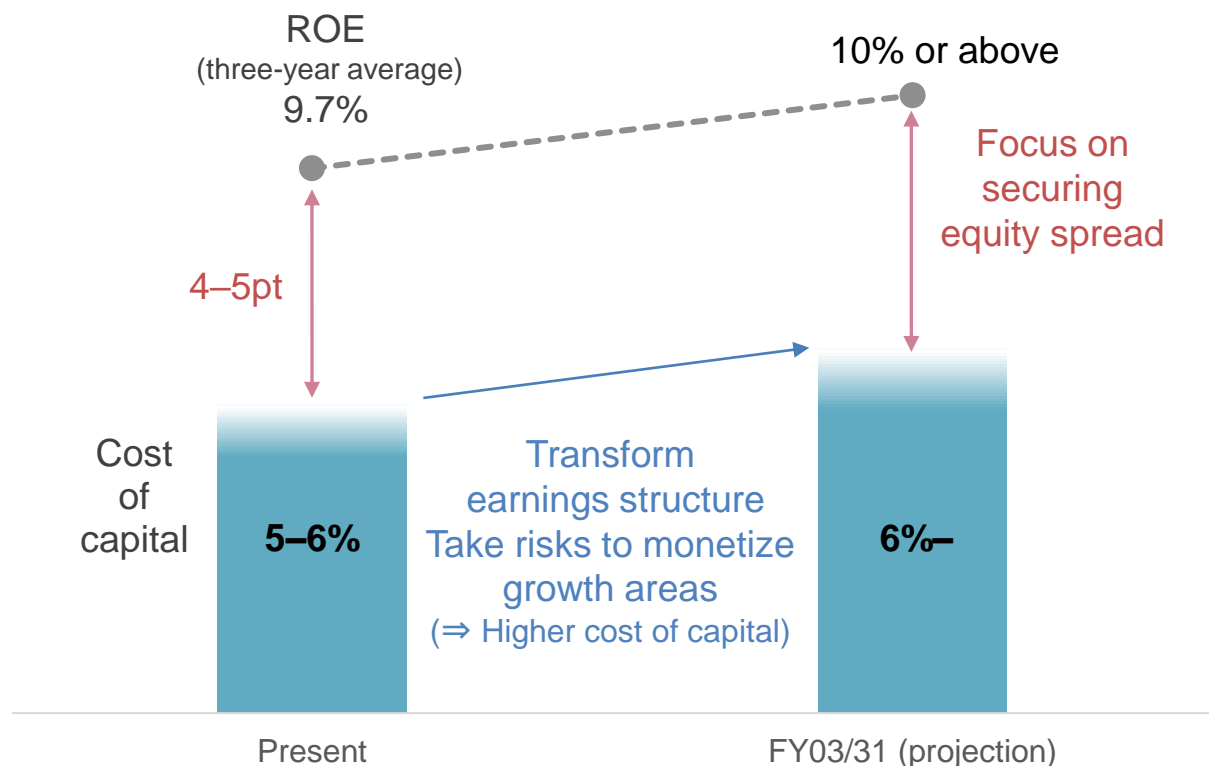 ROE
(three-year average)
9.7%
10% or above
Focus on
securing
equity spread
4–5pt
Cost
of
capital
5–6%
Transform
earnings structure
Take risks to monetize
growth areas
(⇒ Higher cost of capital)
6%–
Present
FY03/31 (projection)